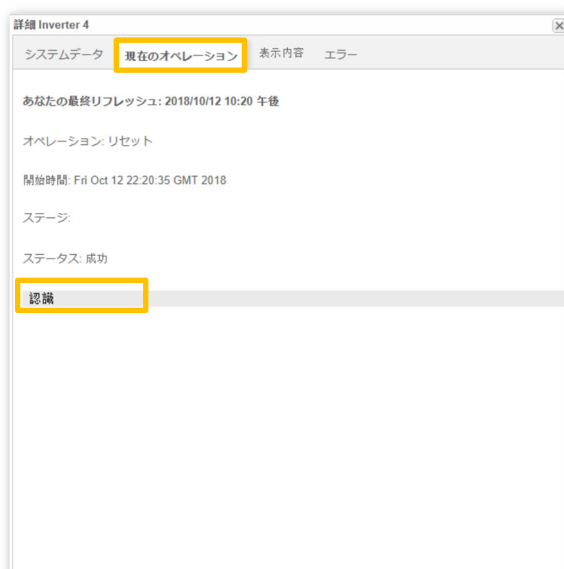 詳細 Inverter 4
システムデータ 現在のオペレーション 表示内容 エラー
あなたの最終リフレッシュ: 2018/10/12 10:20 午後
オペレーション: リセット
開始時間: Fri Oct 12 22:20:35 GMT 2018
ステージ:
ステータス: 成功
認識